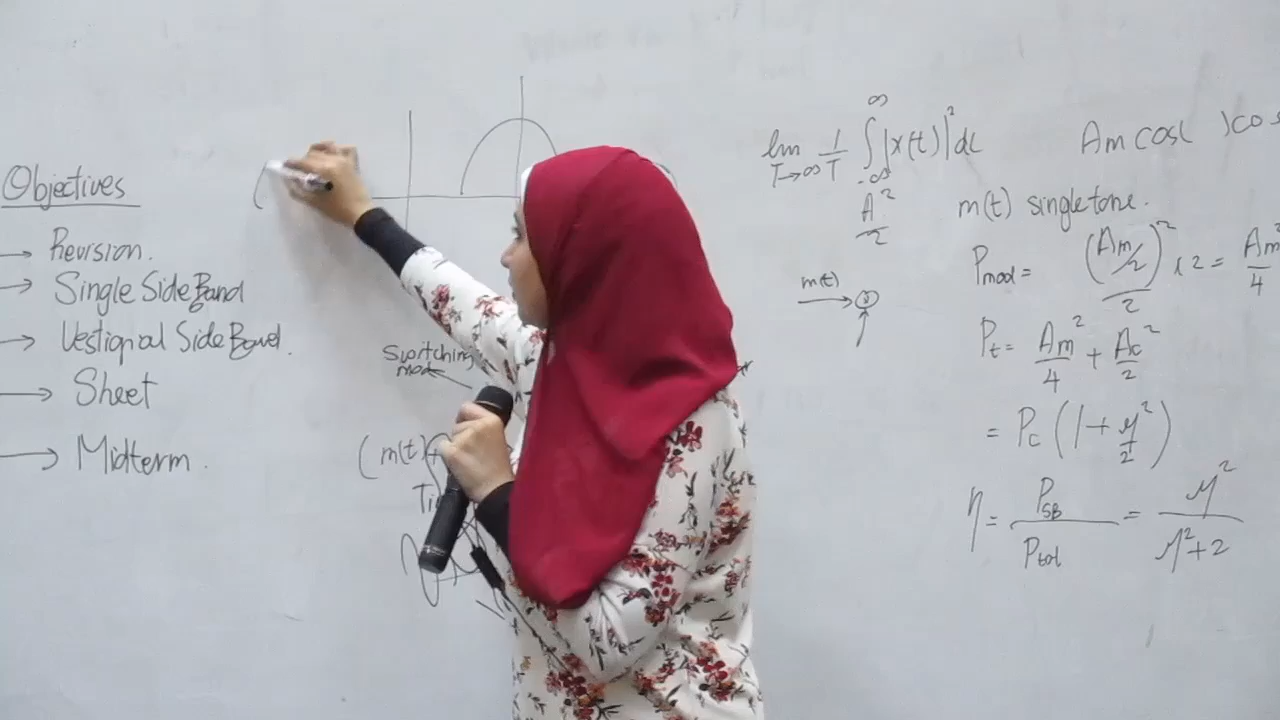 Objectives
→ Revision.
→ Single Side Band
→ Vestigial Side Band.
→ Sheet
→ Midterm.
switching
mod
(m(t)+
lim T→∞ 1/T ∫_{-∞}^{∞} |x(t)|² dt
A²/2
m(t)
Am cos( ) cos
m(t) single tone.
Pmod = (Am/2)²/2 x 2 = Am²/4
Pt = Am²/4 + Ac²/2
= Pc (1 + μ²/2)
η = PSB/Ptotal = μ²/(μ²+2)